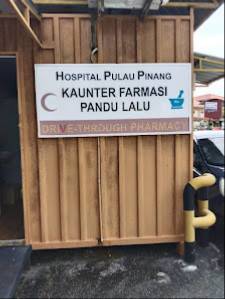 HOSPITAL PULAU PINANG
KAUNTER FARMASI
PANDU LALU
DRIVE-THROUGH PHARMACY